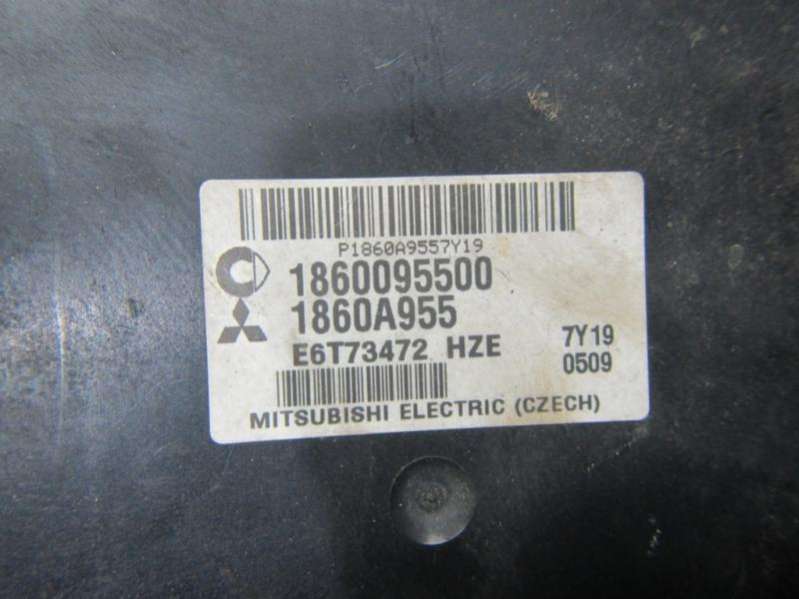 P1860A9557Y19
1860095500
1860A955
E6T73472 HZE
7Y19
0509
MITSUBISHI ELECTRIC (CZECH)